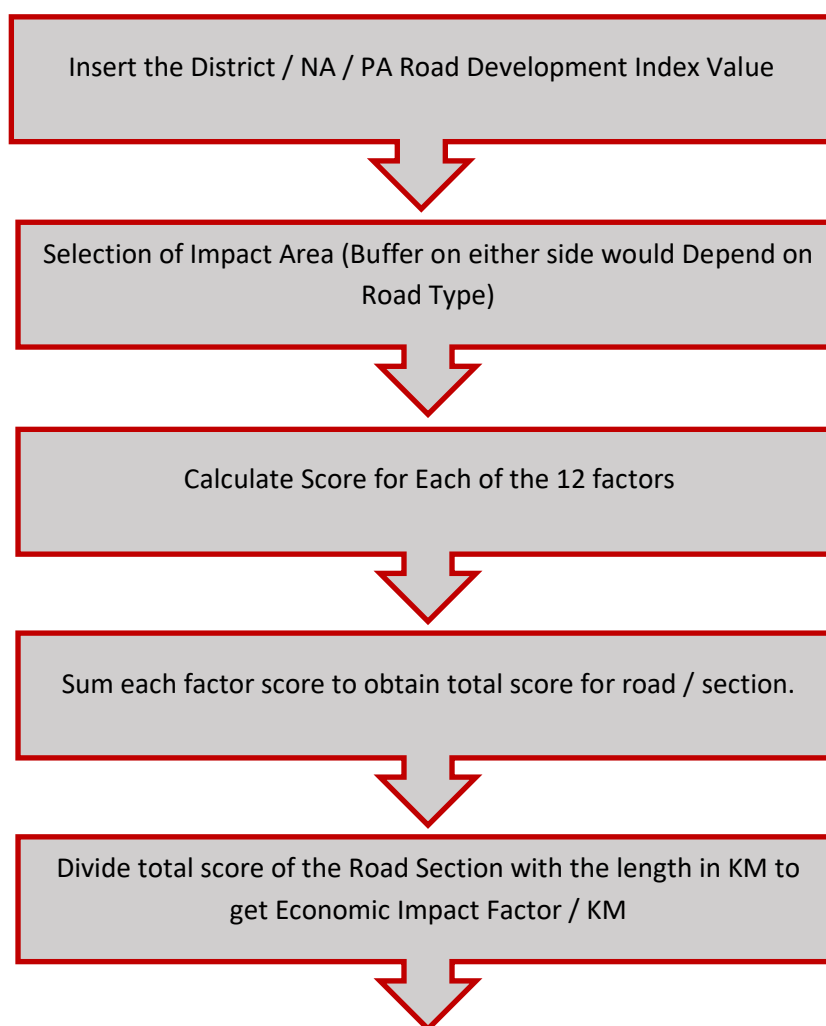 Insert the District / NA / PA Road Development Index Value
Selection of Impact Area (Buffer on either side would Depend on
Road Type)
Calculate Score for Each of the 12 factors
Sum each factor score to obtain total score for road / section.
Divide total score of the Road Section with the length in KM to
get Economic Impact Factor / KM